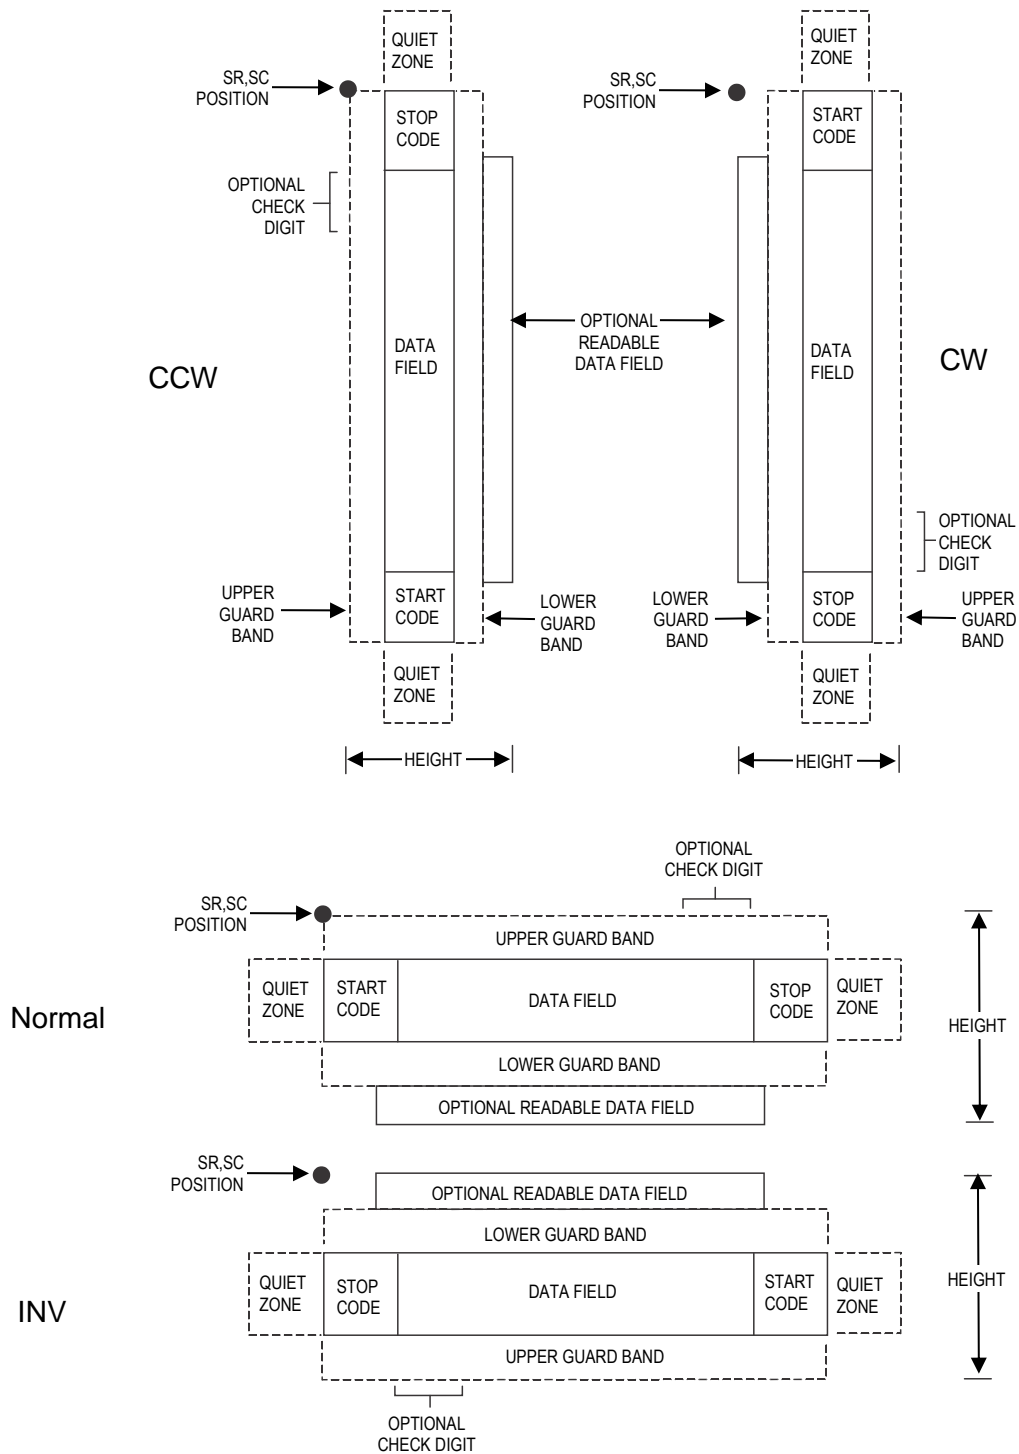 QUIET
ZONE
SR,SC
POSITION
STOP
CODE
OPTIONAL
CHECK
DIGIT
DATA
FIELD
CCW
UPPER
GUARD
BAND
START
CODE
LOWER
GUARD
BAND
QUIET
ZONE
HEIGHT
OPTIONAL
READABLE
DATA FIELD
QUIET
ZONE
SR,SC
POSITION
START
CODE
DATA
FIELD
CW
OPTIONAL
CHECK
DIGIT
LOWER
GUARD
BAND
STOP
CODE
UPPER
GUARD
BAND
QUIET
ZONE
HEIGHT
OPTIONAL
CHECK DIGIT
SR,SC
POSITION
UPPER GUARD BAND
Normal
QUIET
ZONE
START
CODE
DATA FIELD
STOP
CODE
QUIET
ZONE
HEIGHT
LOWER GUARD BAND
OPTIONAL READABLE DATA FIELD
SR,SC
POSITION
OPTIONAL READABLE DATA FIELD
LOWER GUARD BAND
INV
QUIET
ZONE
STOP
CODE
DATA FIELD
START
CODE
QUIET
ZONE
HEIGHT
UPPER GUARD BAND
OPTIONAL
CHECK DIGIT